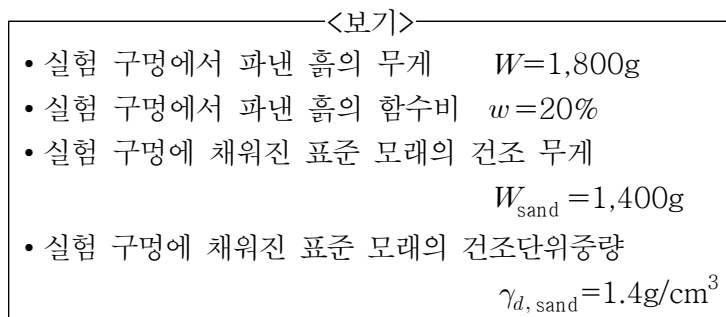 <보기>
• 실험 구멍에서 파낸 흙의 무게 W=1,800g
• 실험 구멍에서 파낸 흙의 함수비 w=20%
• 실험 구멍에 채워진 표준 모래의 건조 무게
W_sand=1,400g
• 실험 구멍에 채워진 표준 모래의 건조단위중량
γ_d, sand=1.4g/cm³